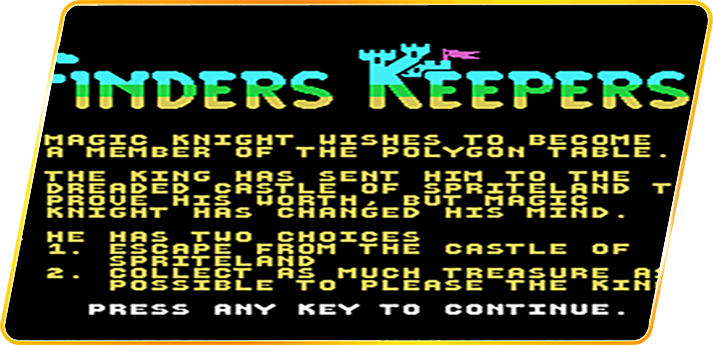 FINDERS KEEPERS
MAGIC KNIGHT WISHES TO BECOME
A MEMBER OF THE POLYGON TABLE.
THE KING HAS SENT HIM TO THE
DREADED CASTLE OF SPRITELAND T
PROVE HIS WORTH, BUT MAGIC
KNIGHT HAS CHANGED HIS MIND.
HE HAS TWO CHOICES
1. ESCAPE FROM THE CASTLE OF
SPRITELAND
2. COLLECT AS MUCH TREASURE AS
POSSIBLE TO PLEASE THE KIN
PRESS ANY KEY TO CONTINUE.